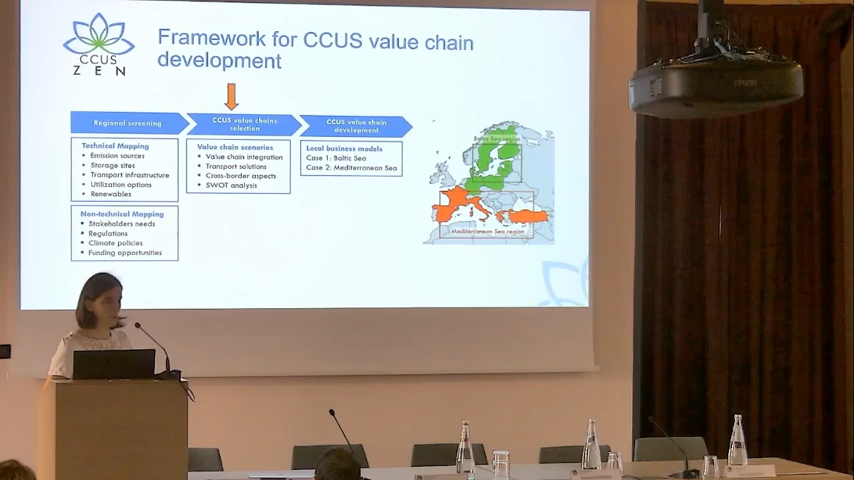 CCUS
ZEN
Framework for CCUS value chain
development
Regional screening
CCUS value chains
selection
CCUS value chain
development
Technical Mapping
• Emission sources
• Storage sites
• Transport infrastructure
• Utilization options
• Renewables
Non-technical Mapping
• Stakeholders needs
• Regulations
• Climate policies
• Funding opportunities
Value chain scenarios
• Value chain integration
• Transport solutions
• Cross-border aspects
• SWOT analysis
Local business models
Case 1: Baltic Sea
Case 2: Mediterranean Sea
Baltic Sea region
Mediterranean Sea region
EPSON